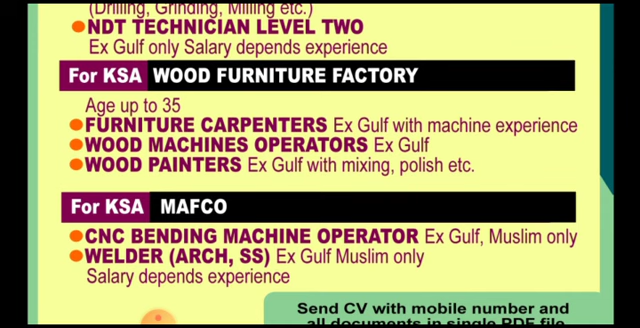 (Drilling, Grinding, Milling etc.)
NDT TECHNICIAN LEVEL TWO
Ex Gulf only Salary depends experience
For KSA WOOD FURNITURE FACTORY
Age up to 35
FURNITURE CARPENTERS Ex Gulf with machine experience
WOOD MACHINES OPERATORS Ex Gulf
WOOD PAINTERS Ex Gulf with mixing, polish etc.
For KSA MAFCO
CNC BENDING MACHINE OPERATOR Ex Gulf, Muslim only
WELDER (ARCH, SS) Ex Gulf Muslim only
Salary depends experience
Send CV with mobile number and
all documents in single PDF file